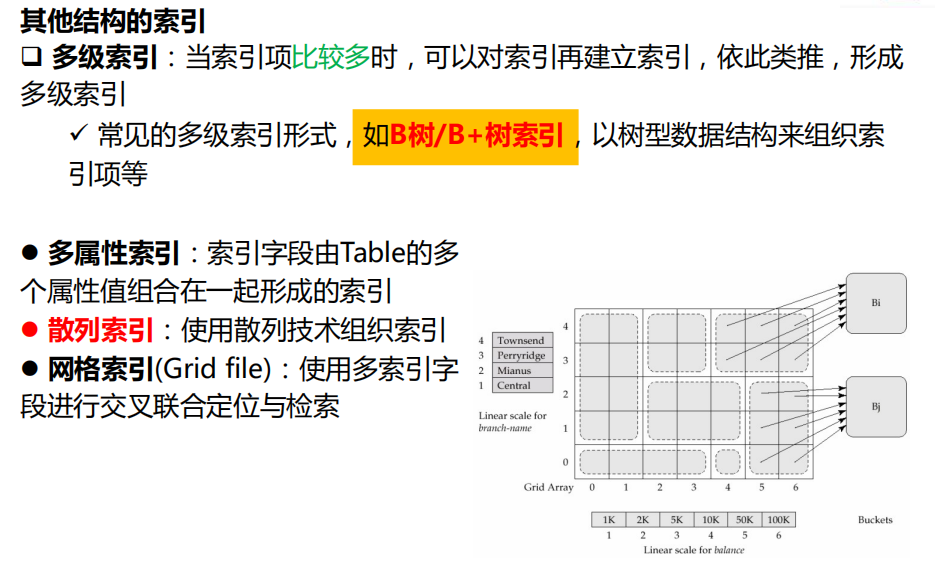 其他结构的索引
❑ 多级索引：当索引项比较多时，可以对索引再建立索引，依此类推，形成
多级索引
✓ 常见的多级索引形式，如B树/B+树索引，以树型数据结构来组织索
引项等
● 多属性索引：索引字段由Table的多
个属性值组合在一起形成的索引
● 散列索引：使用散列技术组织索引
● 网格索引(Grid file)：使用多索引字
段进行交叉联合定位与检索
4 Townsend
3 Perryridge
2 Mianus
1 Central
Linear scale for
branch-name
4
3
2
1
0
Grid Array 0 1 2 3 4 5 6
Bi
Bj
Buckets
1K 2K 5K 10K 50K 100K
1 2 3 4 5 6
Linear scale for balance